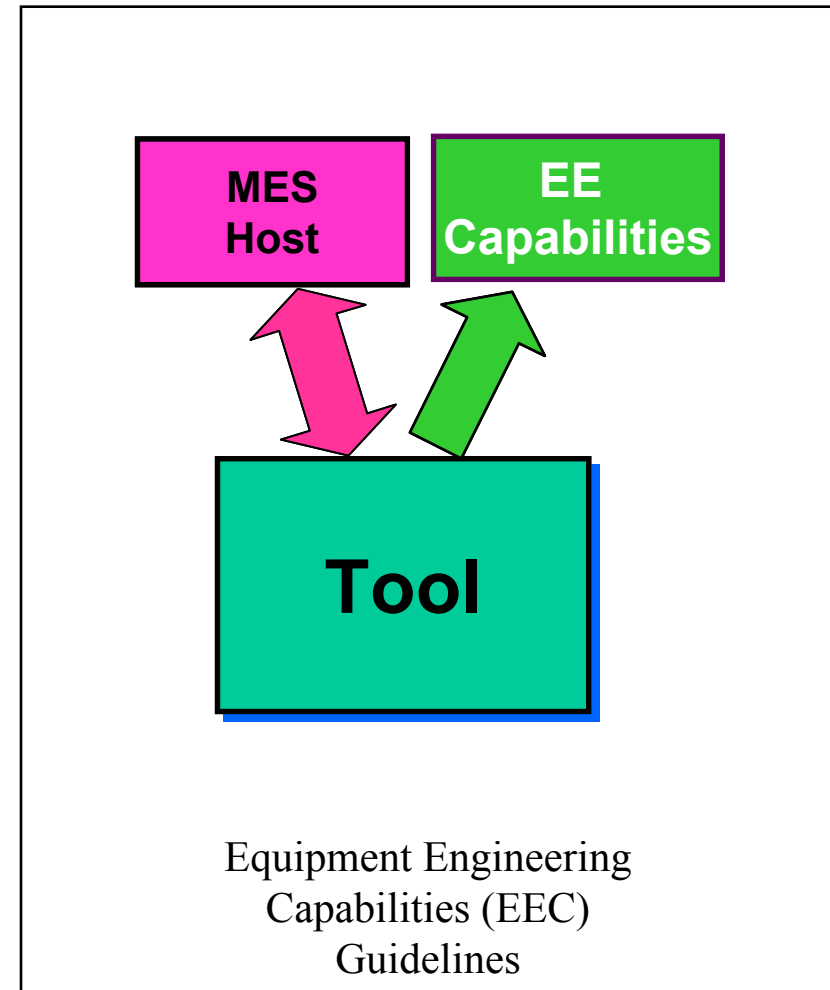 MES
Host
EE
Capabilities
Tool
Equipment Engineering
Capabilities (EEC)
Guidelines